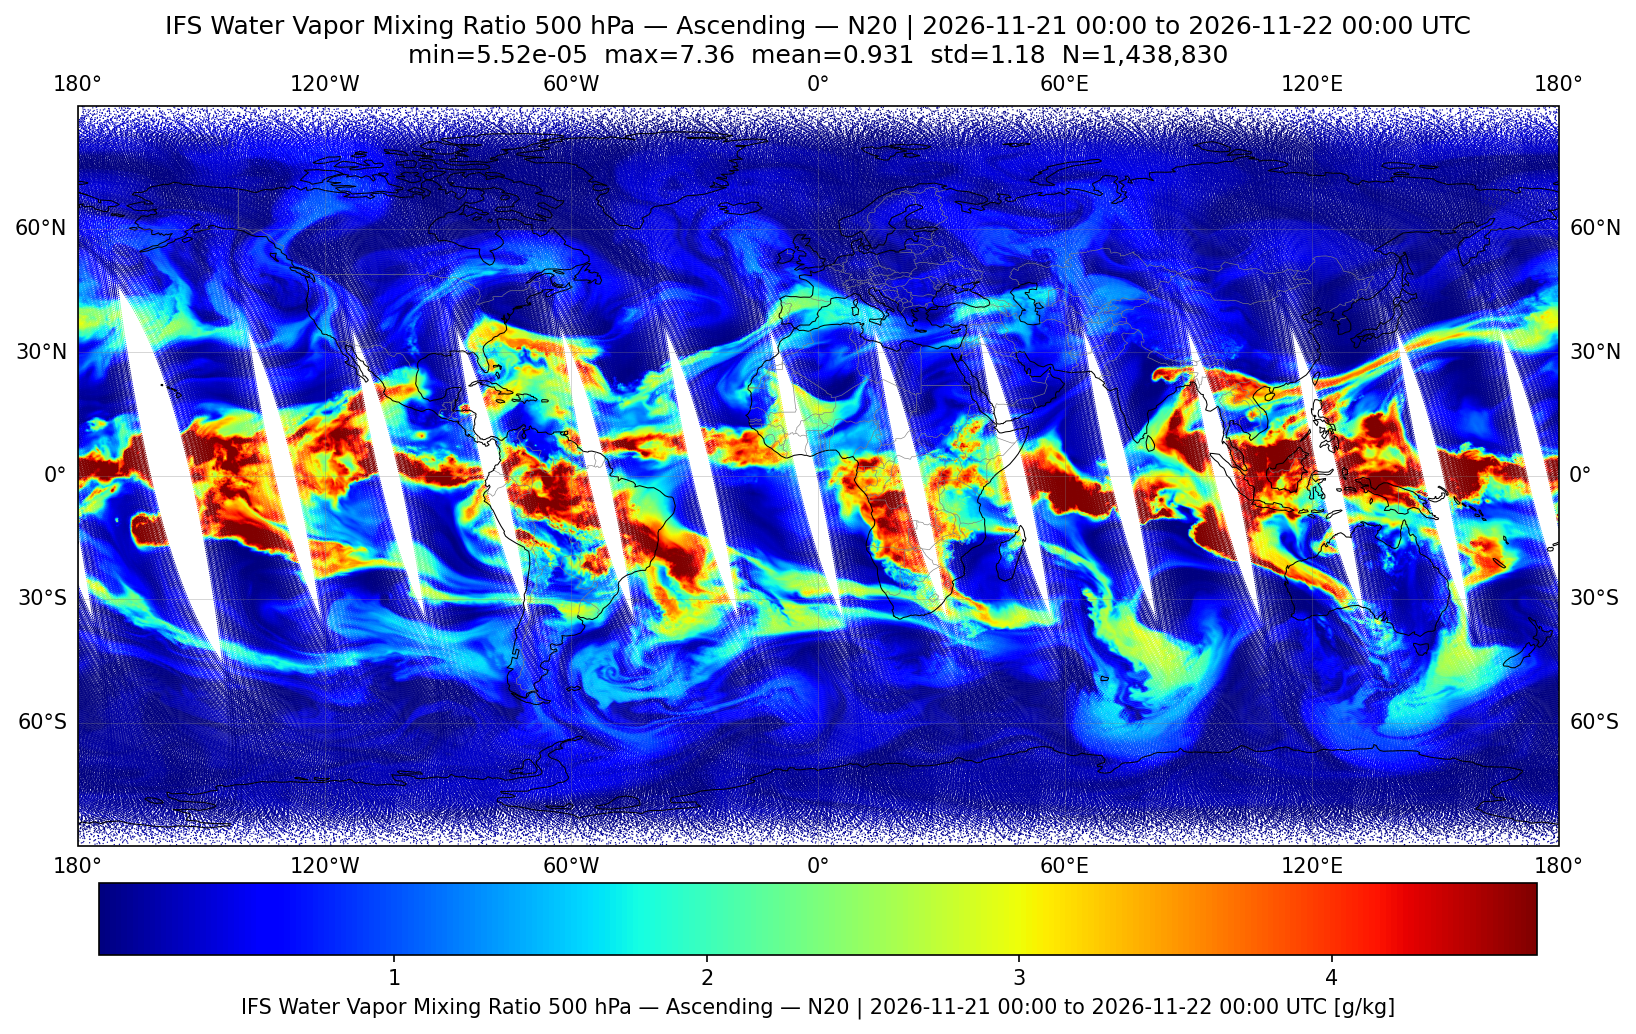 IFS Water Vapor Mixing Ratio 500 hPa — Ascending — N20 | 2026-11-21 00:00 to 2026-11-22 00:00 UTC
min=5.52e-05  max=7.36  mean=0.931  std=1.18  N=1,438,830
180° 120°W 60°W 0° 60°E 120°E 180°
60°N 60°N
30°N 30°N
0° 0°
30°S 30°S
60°S 60°S
180° 120°W 60°W 0° 60°E 120°E 180°
1 2 3 4
IFS Water Vapor Mixing Ratio 500 hPa — Ascending — N20 | 2026-11-21 00:00 to 2026-11-22 00:00 UTC [g/kg]